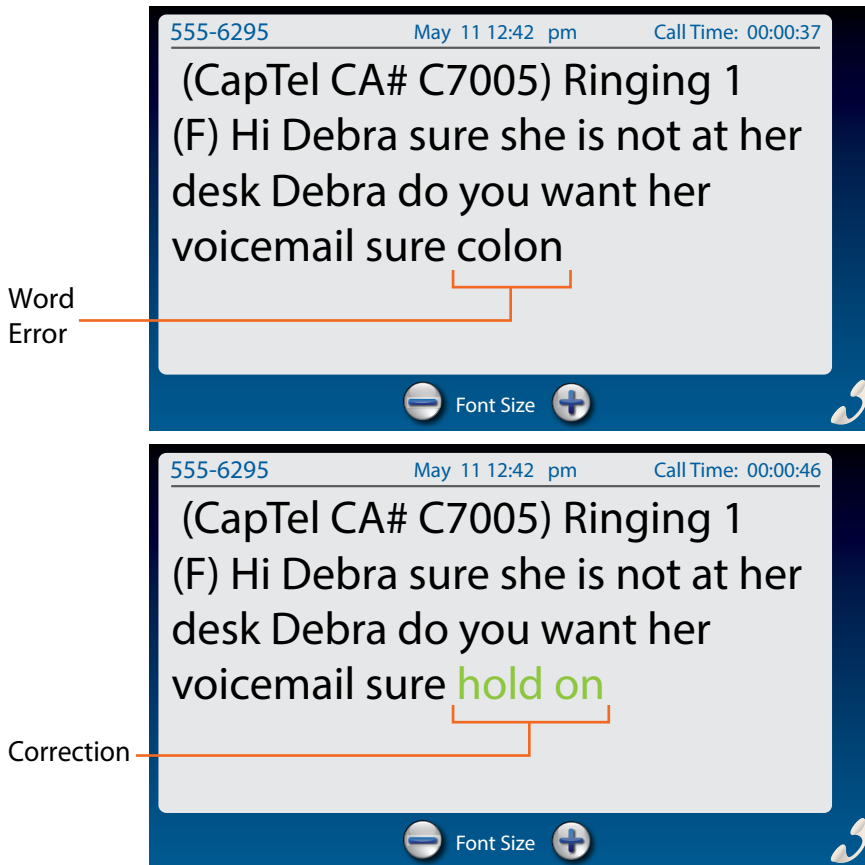 555-6295 May 11 12:42 pm Call Time: 00:00:37
(CapTel CA# C7005) Ringing 1
(F) Hi Debra sure she is not at her
desk Debra do you want her
voicemail sure colon
Word
Error
Font Size
555-6295 May 11 12:42 pm Call Time: 00:00:46
(CapTel CA# C7005) Ringing 1
(F) Hi Debra sure she is not at her
desk Debra do you want her
voicemail sure hold on
Correction
Font Size